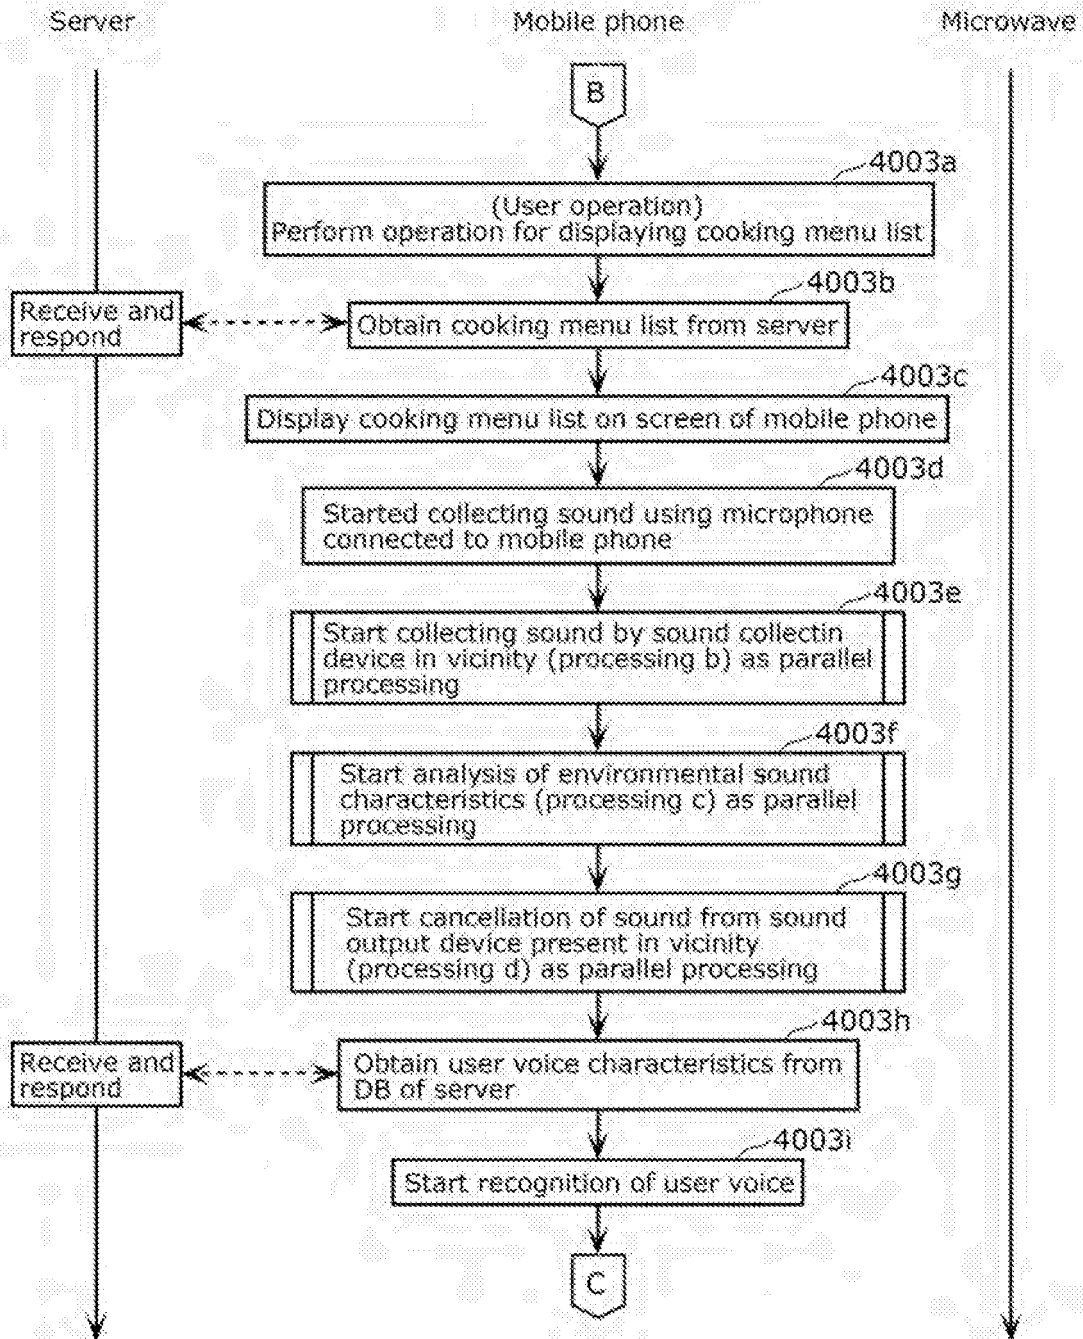 Server
Mobile phone
Microwave
B
4003a
(User operation)
Perform operation for displaying cooking menu list
4003b
Receive and
respond
Obtain cooking menu list from server
4003c
Display cooking menu list on screen of mobile phone
4003d
Started collecting sound using microphone
connected to mobile phone
4003e
Start collecting sound by sound collectin
device in vicinity (processing b) as parallel
processing
4003f
Start analysis of environmental sound
characteristics (processing c) as parallel
processing
4003g
Start cancellation of sound from sound
output device present in vicinity
(processing d) as parallel processing
4003h
Receive and
respond
Obtain user voice characteristics from
DB of server
4003i
Start recognition of user voice
C